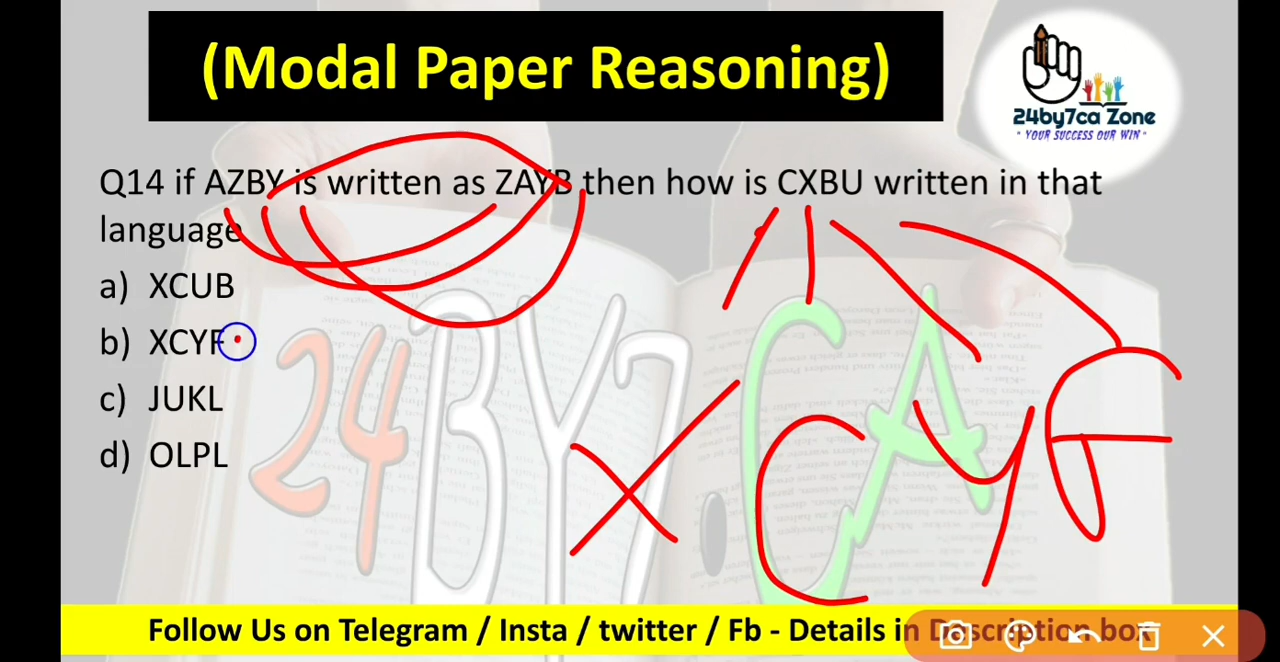 (Modal Paper Reasoning)
24by7ca Zone
" YOUR SUCCESS OUR WIN "
Q14 if AZBY is written as ZAYB then how is CXBU written in that
language
a) XCUB
b) XCYF
c) JUKL
d) OLPL
24BY7.CA
X C Y F
Follow Us on Telegram / Insta / twitter / Fb - Details in Description box